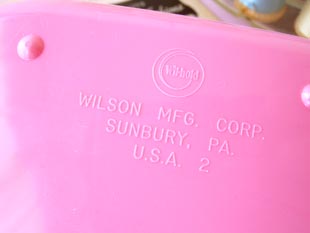 WILSON MFG. CORP.
SUNBURY, PA.
U.S.A. 2